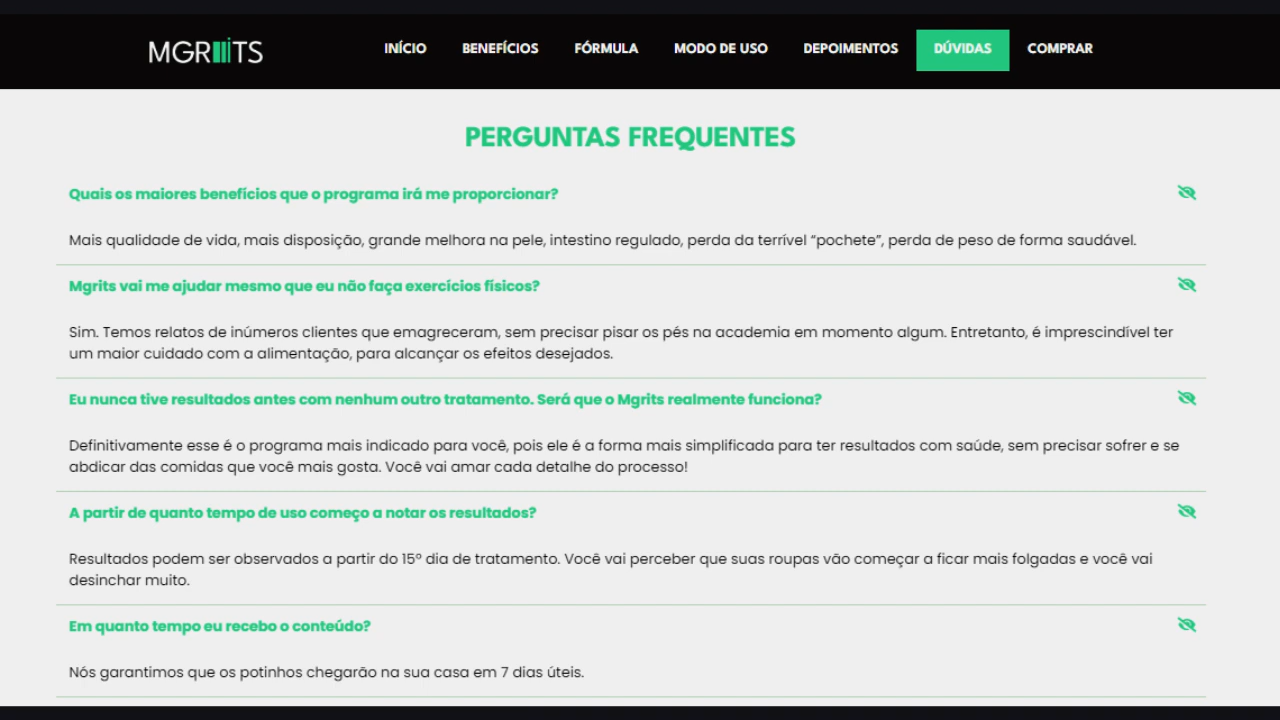 MGRIIITS
INÍCIO BENEFÍCIOS FÓRMULA MODO DE USO DEPOIMENTOS DÚVIDAS COMPRAR
PERGUNTAS FREQUENTES
Quais os maiores benefícios que o programa irá me proporcionar?
Mais qualidade de vida, mais disposição, grande melhora na pele, intestino regulado, perda da terrível “pochete”, perda de peso de forma saudável.
Mgrits vai me ajudar mesmo que eu não faça exercícios físicos?
Sim. Temos relatos de inúmeros clientes que emagreceram, sem precisar pisar os pés na academia em momento algum. Entretanto, é imprescindível ter
um maior cuidado com a alimentação, para alcançar os efeitos desejados.
Eu nunca tive resultados antes com nenhum outro tratamento. Será que o Mgrits realmente funciona?
Definitivamente esse é o programa mais indicado para você, pois ele é a forma mais simplificada para ter resultados com saúde, sem precisar sofrer e se
abdicar das comidas que você mais gosta. Você vai amar cada detalhe do processo!
A partir de quanto tempo de uso começo a notar os resultados?
Resultados podem ser observados a partir do 15º dia de tratamento. Você vai perceber que suas roupas vão começar a ficar mais folgadas e você vai
desinchar muito.
Em quanto tempo eu recebo o conteúdo?
Nós garantimos que os potinhos chegarão na sua casa em 7 dias úteis.